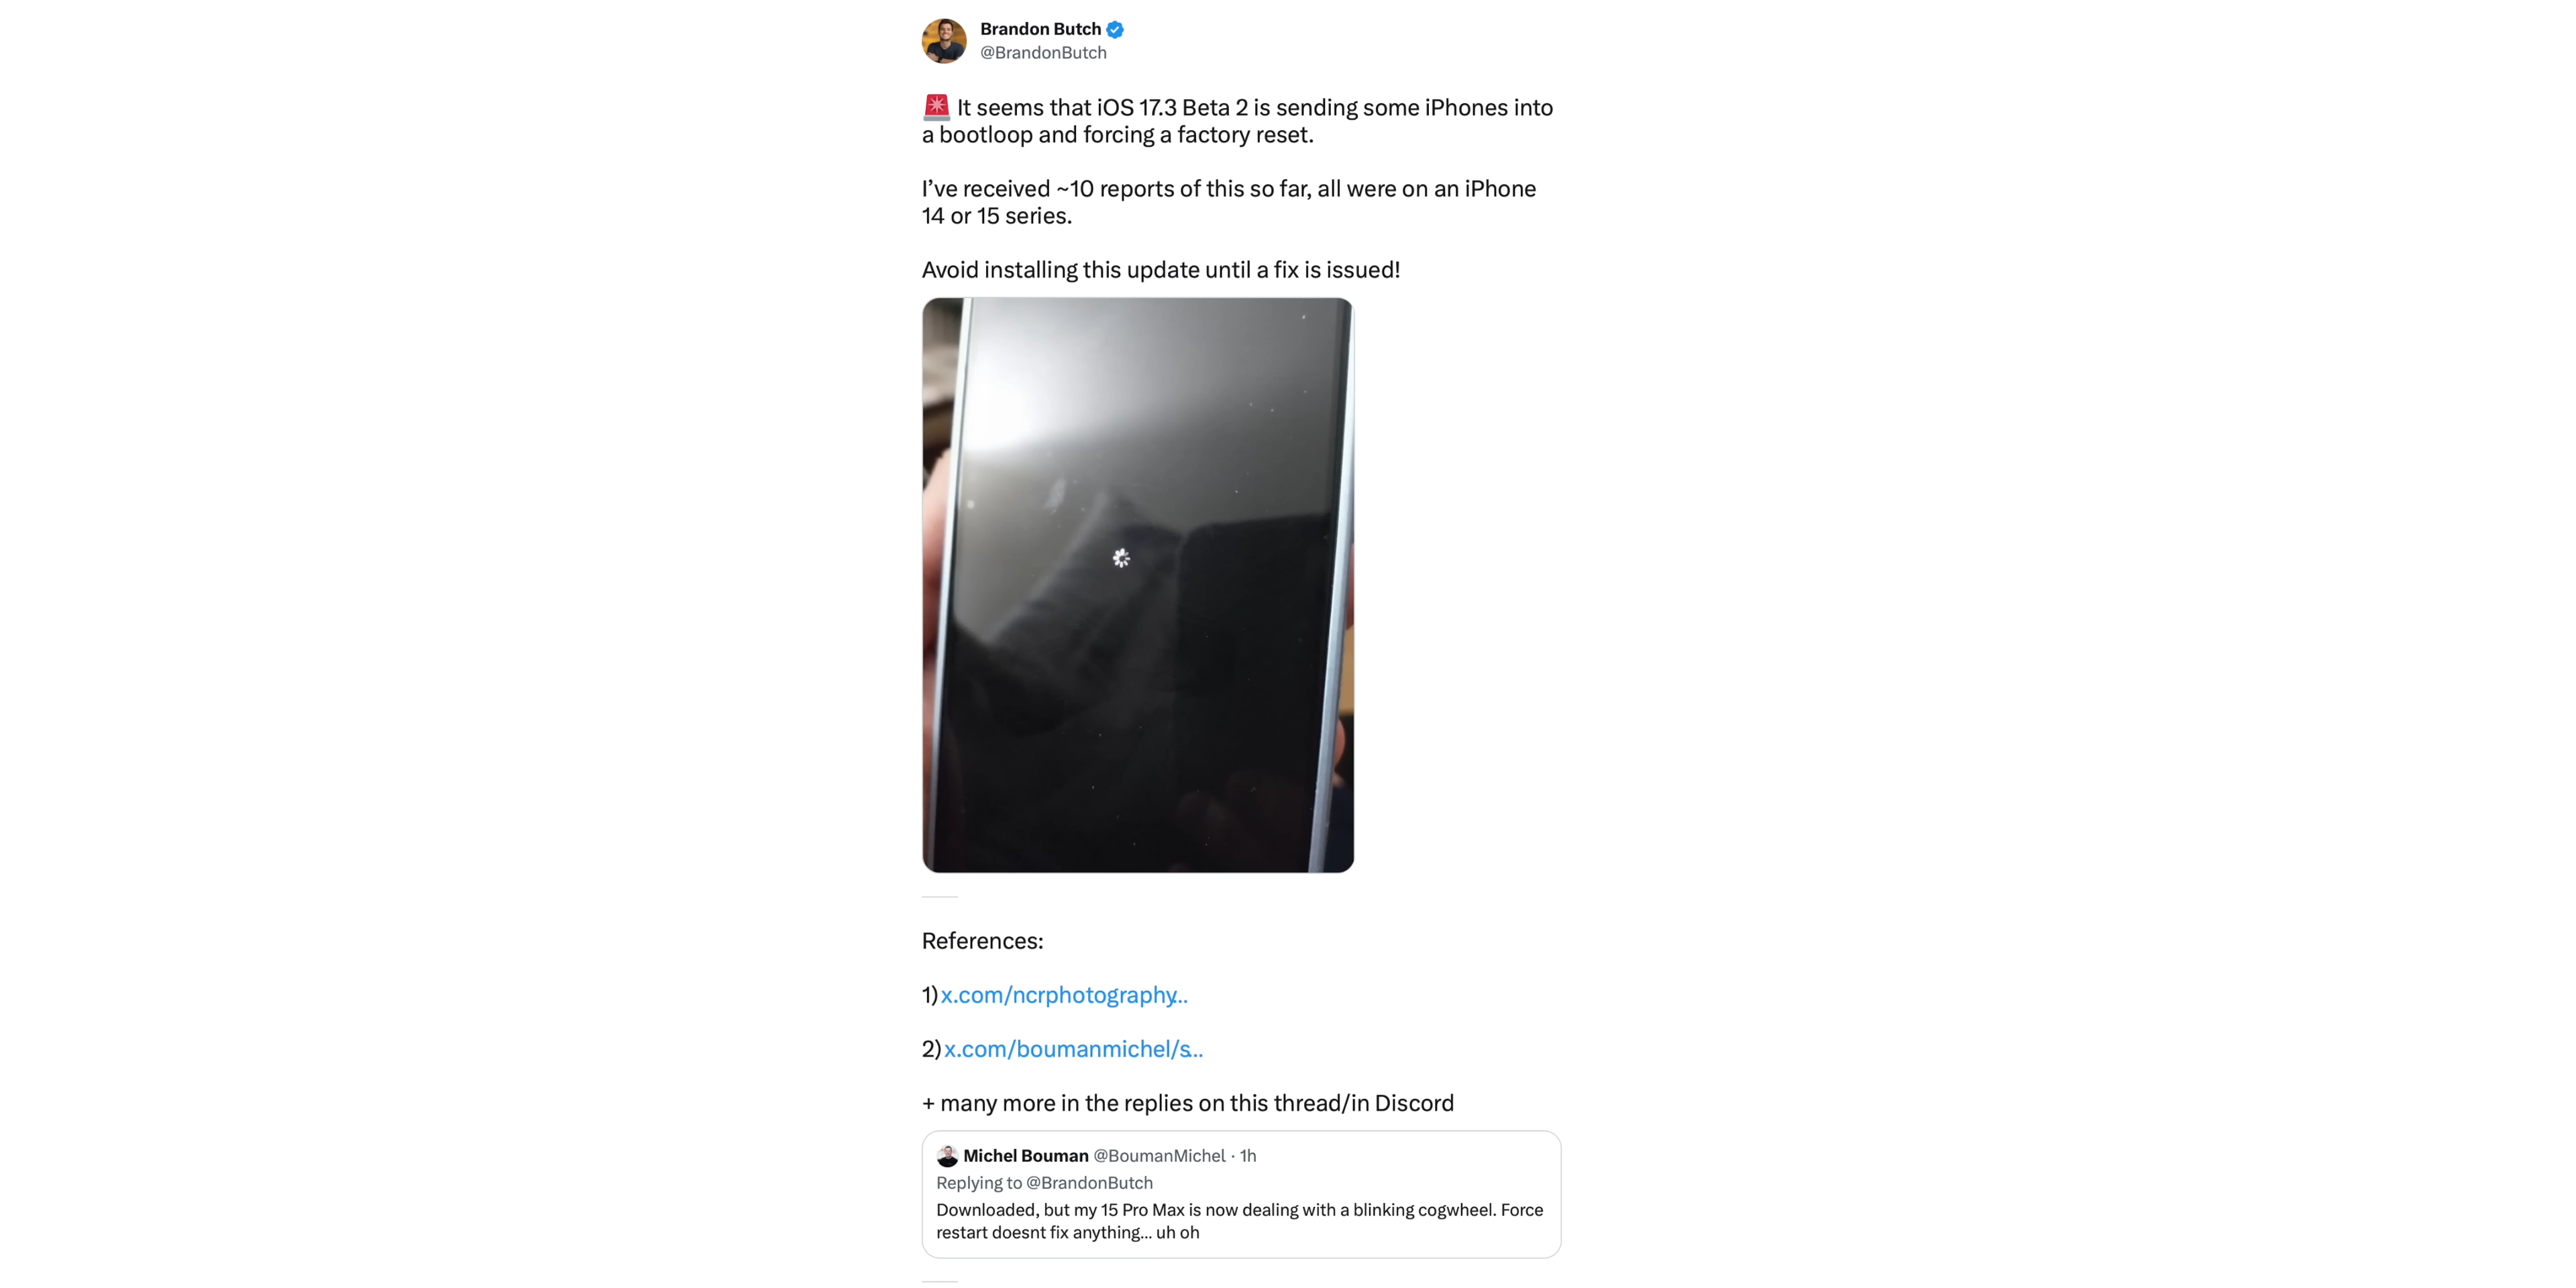 Brandon Butch
@BrandonButch
🚨 It seems that iOS 17.3 Beta 2 is sending some iPhones into
a bootloop and forcing a factory reset.
I’ve received ~10 reports of this so far, all were on an iPhone
14 or 15 series.
Avoid installing this update until a fix is issued!
References:
1) x.com/ncrphotography…
2) x.com/boumanmichel/s…
+ many more in the replies on this thread/in Discord
Michel Bouman @BoumanMichel · 1h
Replying to @BrandonButch
Downloaded, but my 15 Pro Max is now dealing with a blinking cogwheel. Force
restart doesnt fix anything... uh oh